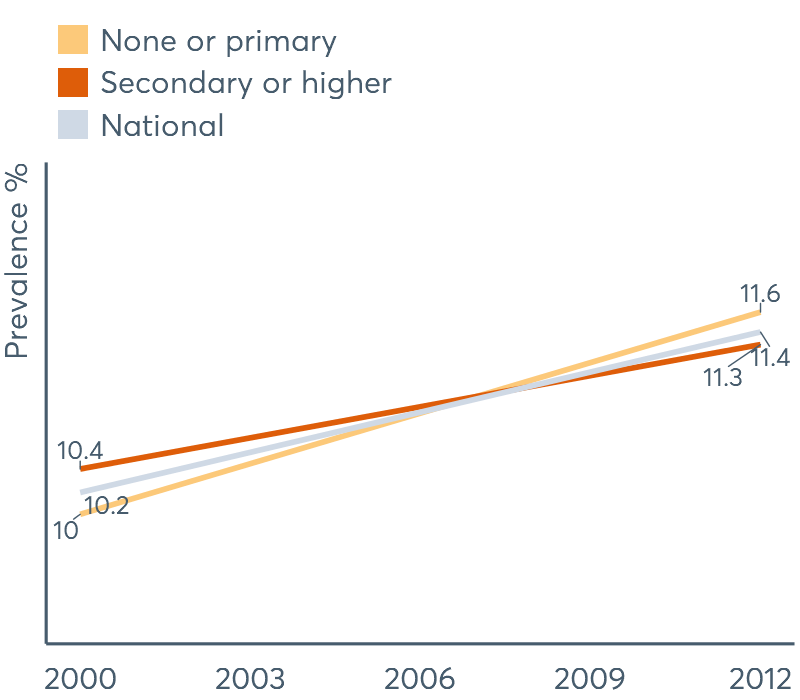 None or primary
Secondary or higher
National
Prevalence %
11.6
11.4
11.3
10.4
10.2
10
2000 2003 2006 2009 2012